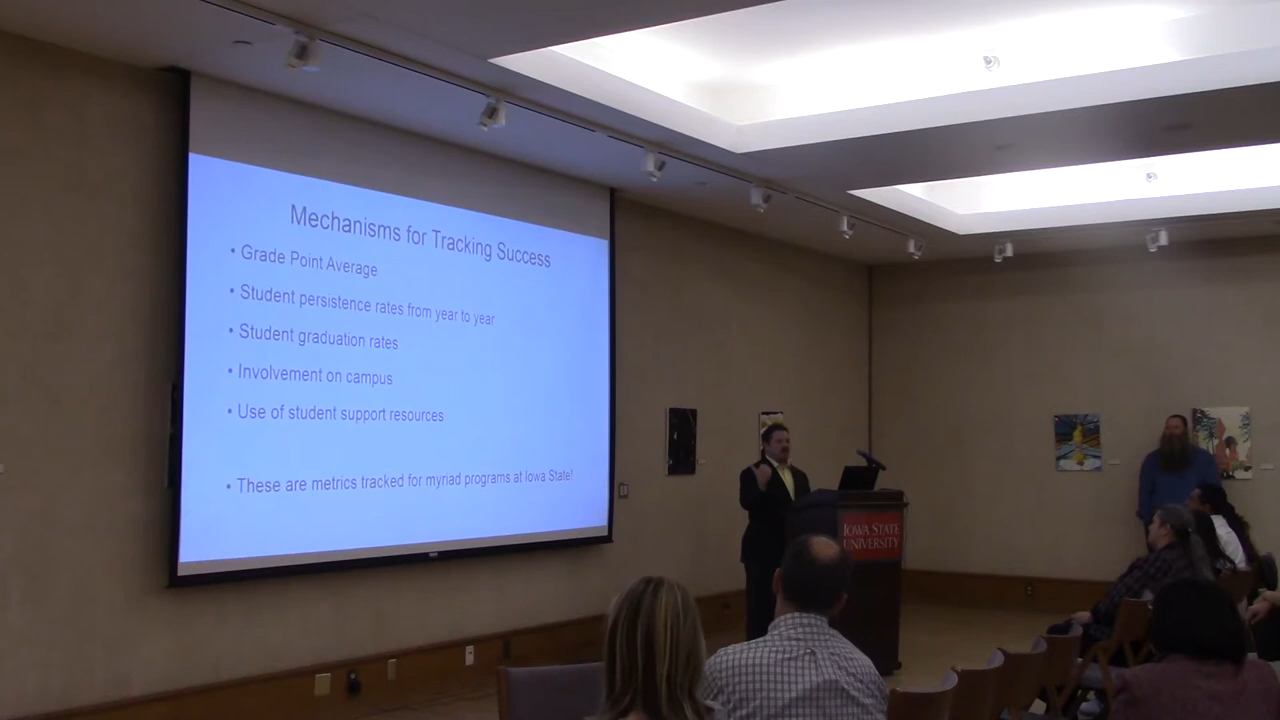 Mechanisms for Tracking Success
• Grade Point Average
• Student persistence rates from year to year
• Student graduation rates
• Involvement on campus
• Use of student support resources
• These are metrics tracked for myriad programs at Iowa State!
IOWA STATE
UNIVERSITY